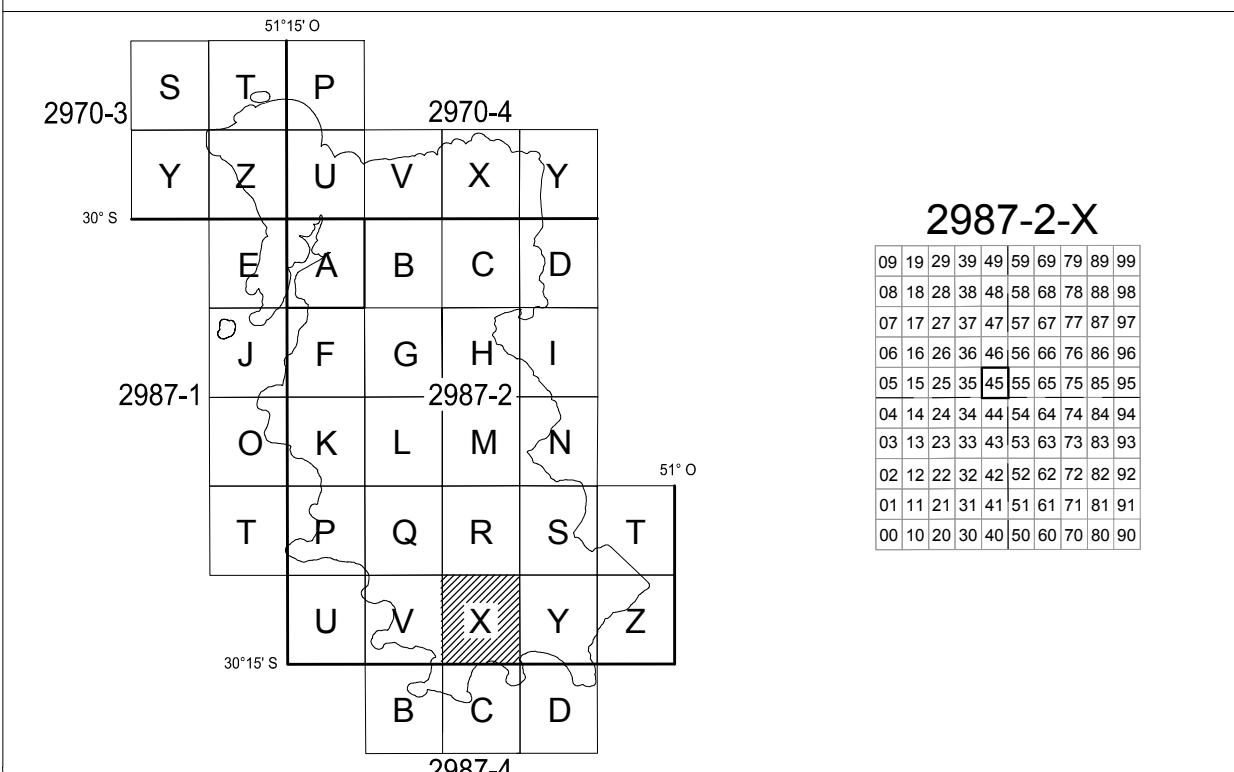 51°15' O
S T P
2970-3
2970-4
Y Z U V X Y
30° S
E A B C D
J F G H I
2987-1
2987-2
O K L M N
51° O
T P Q R S T
U V X Y Z
30°15' S
B C D
2987-4
2987-2-X
09 19 29 39 49 59 69 79 89 99
08 18 28 38 48 58 68 78 88 98
07 17 27 37 47 57 67 77 87 97
06 16 26 36 46 56 66 76 86 96
05 15 25 35 45 55 65 75 85 95
04 14 24 34 44 54 64 74 84 94
03 13 23 33 43 53 63 73 83 93
02 12 22 32 42 52 62 72 82 92
01 11 21 31 41 51 61 71 81 91
00 10 20 30 40 50 60 70 80 90